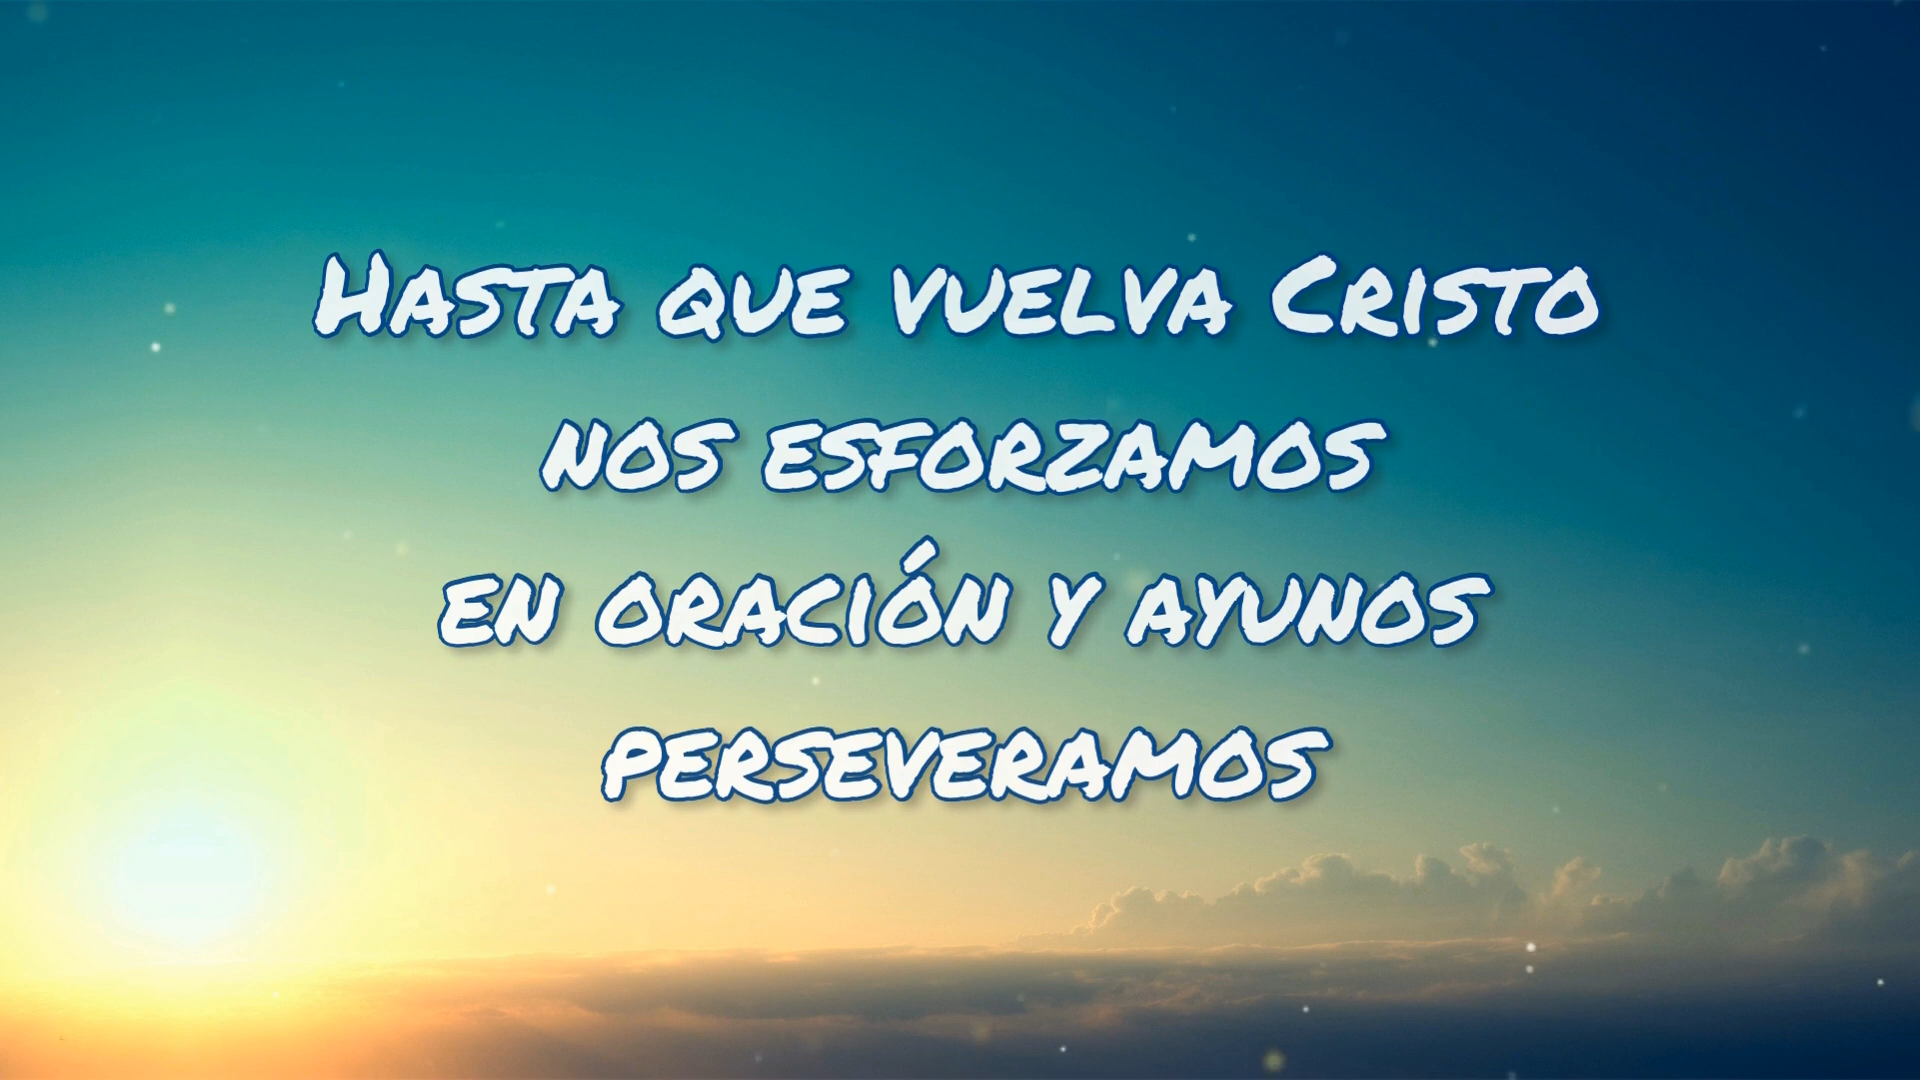 Hasta que vuelva Cristo
nos esforzamos
en oración y ayunos
perseveramos